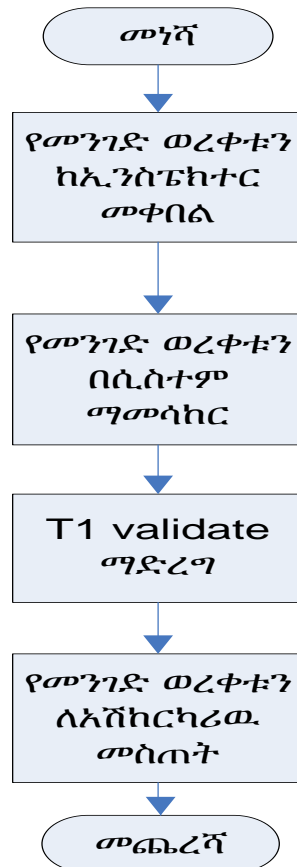 መነሻ
የመንገድ ወረቀቱን
ከኢንስፔክተር
መቀበል
የመንገድ ወረቀቱን
በሲስተም
ማመሳከር
T1 validate
ማድረግ
የመንገድ ወረቀቱን
ለአሽከርካሪዉ
መስጠት
መጨረሻ